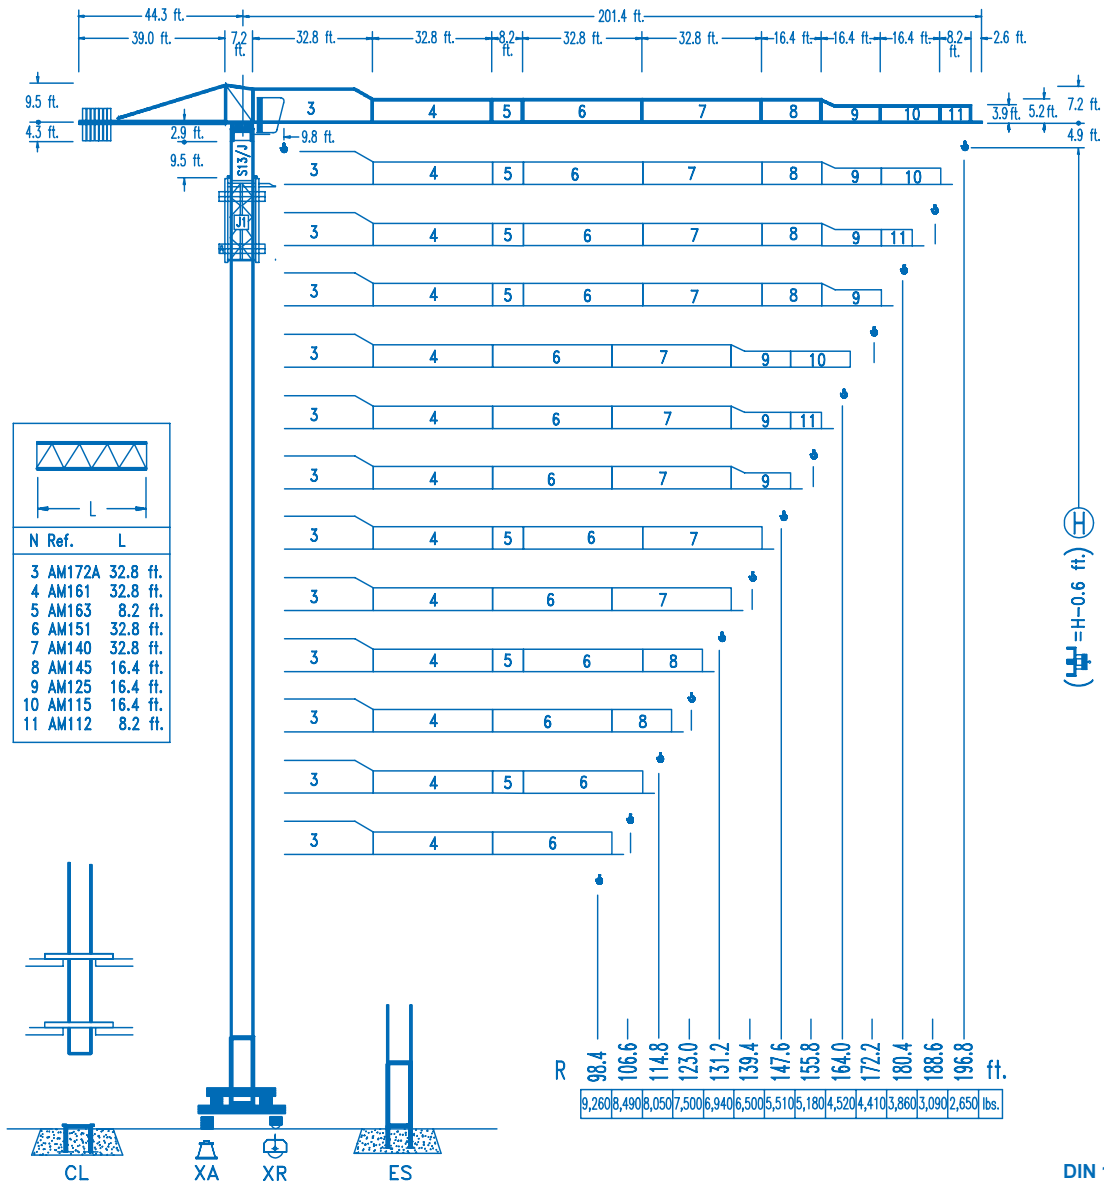 44.3 ft. 201.4 ft.
39.0 ft. 7.2 ft. 32.8 ft. 32.8 ft. 8.2 ft. 32.8 ft. 32.8 ft. 16.4 ft. 16.4 ft. 16.4 ft. 8.2 ft. 2.6 ft.
9.5 ft. 3 4 5 6 7 8 9 10 11 3.9 ft. 5.2 ft. 7.2 ft.
4.3 ft. 2.9 ft. 9.8 ft. 4.9 ft.
9.5 ft. S13/J 3 4 5 6 7 8 9 10
J1 3 4 5 6 7 8 9 11
3 4 5 6 7 8 9
3 4 6 7 9 10
3 4 6 7 9 11
3 4 6 7 9
3 4 5 6 7
3 4 6 7
3 4 5 6 8
3 4 6 8
3 4 5 6
3 4 6
H
( =H-0.6 ft.)
L
N Ref. L
3 AM172A 32.8 ft.
4 AM161 32.8 ft.
5 AM163 8.2 ft.
6 AM151 32.8 ft.
7 AM140 32.8 ft.
8 AM145 16.4 ft.
9 AM125 16.4 ft.
10 AM115 16.4 ft.
11 AM112 8.2 ft.
R 98.4 106.6 114.8 123.0 131.2 139.4 147.6 155.8 164.0 172.2 180.4 188.6 196.8 ft.
9,260 8,490 8,050 7,500 6,940 6,500 5,510 5,180 4,520 4,410 3,860 3,090 2,650 lbs.
CL XA XR ES
DIN